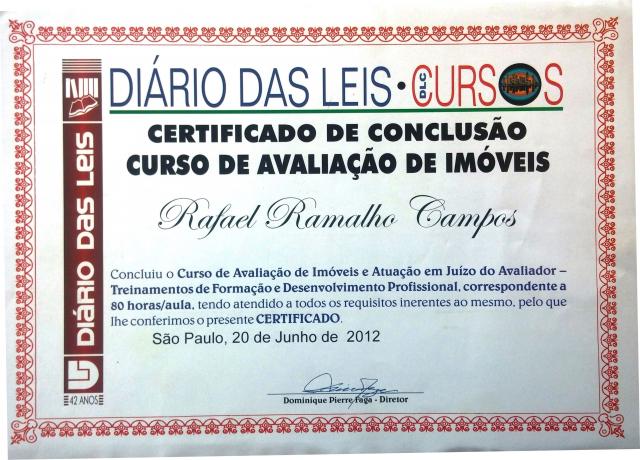 DIÁRIO DAS LEIS • DLC CURSOS
CERTIFICADO DE CONCLUSÃO
CURSO DE AVALIAÇÃO DE IMÓVEIS
Rafael Ramalho Campos
Concluiu o Curso de Avaliação de Imóveis e Atuação em Juízo do Avaliador –
Treinamentos de Formação e Desenvolvimento Profissional, correspondente a
80 horas/aula, tendo atendido a todos os requisitos inerentes ao mesmo, pelo que
lhe conferimos o presente CERTIFICADO.
São Paulo, 20 de Junho de 2012
Dominique Pierre Faga - Diretor
DIÁRIO DAS LEIS
42 ANOS